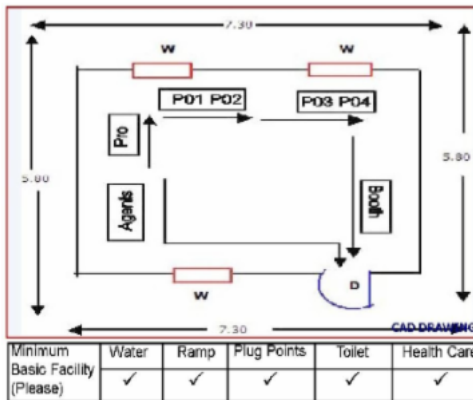 7.30
W W
P01 P02 P03 P04
5.80 Pro 5.80
Agents Booth
W D
CAD DRAWING
7.30
Minimum Basic Facility (Please) Water Ramp Plug Points Toilet Health Care
✓ ✓ ✓ ✓ ✓